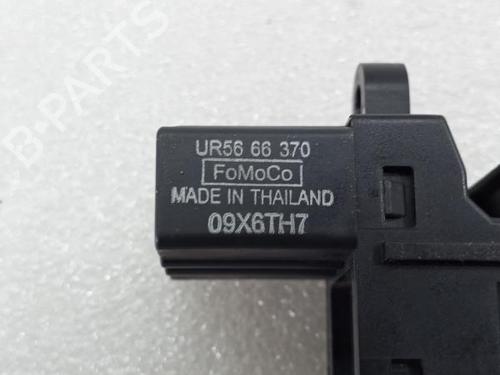 UR56 66 370
FoMoCo
MADE IN THAILAND
09X6TH7
B-PARTS